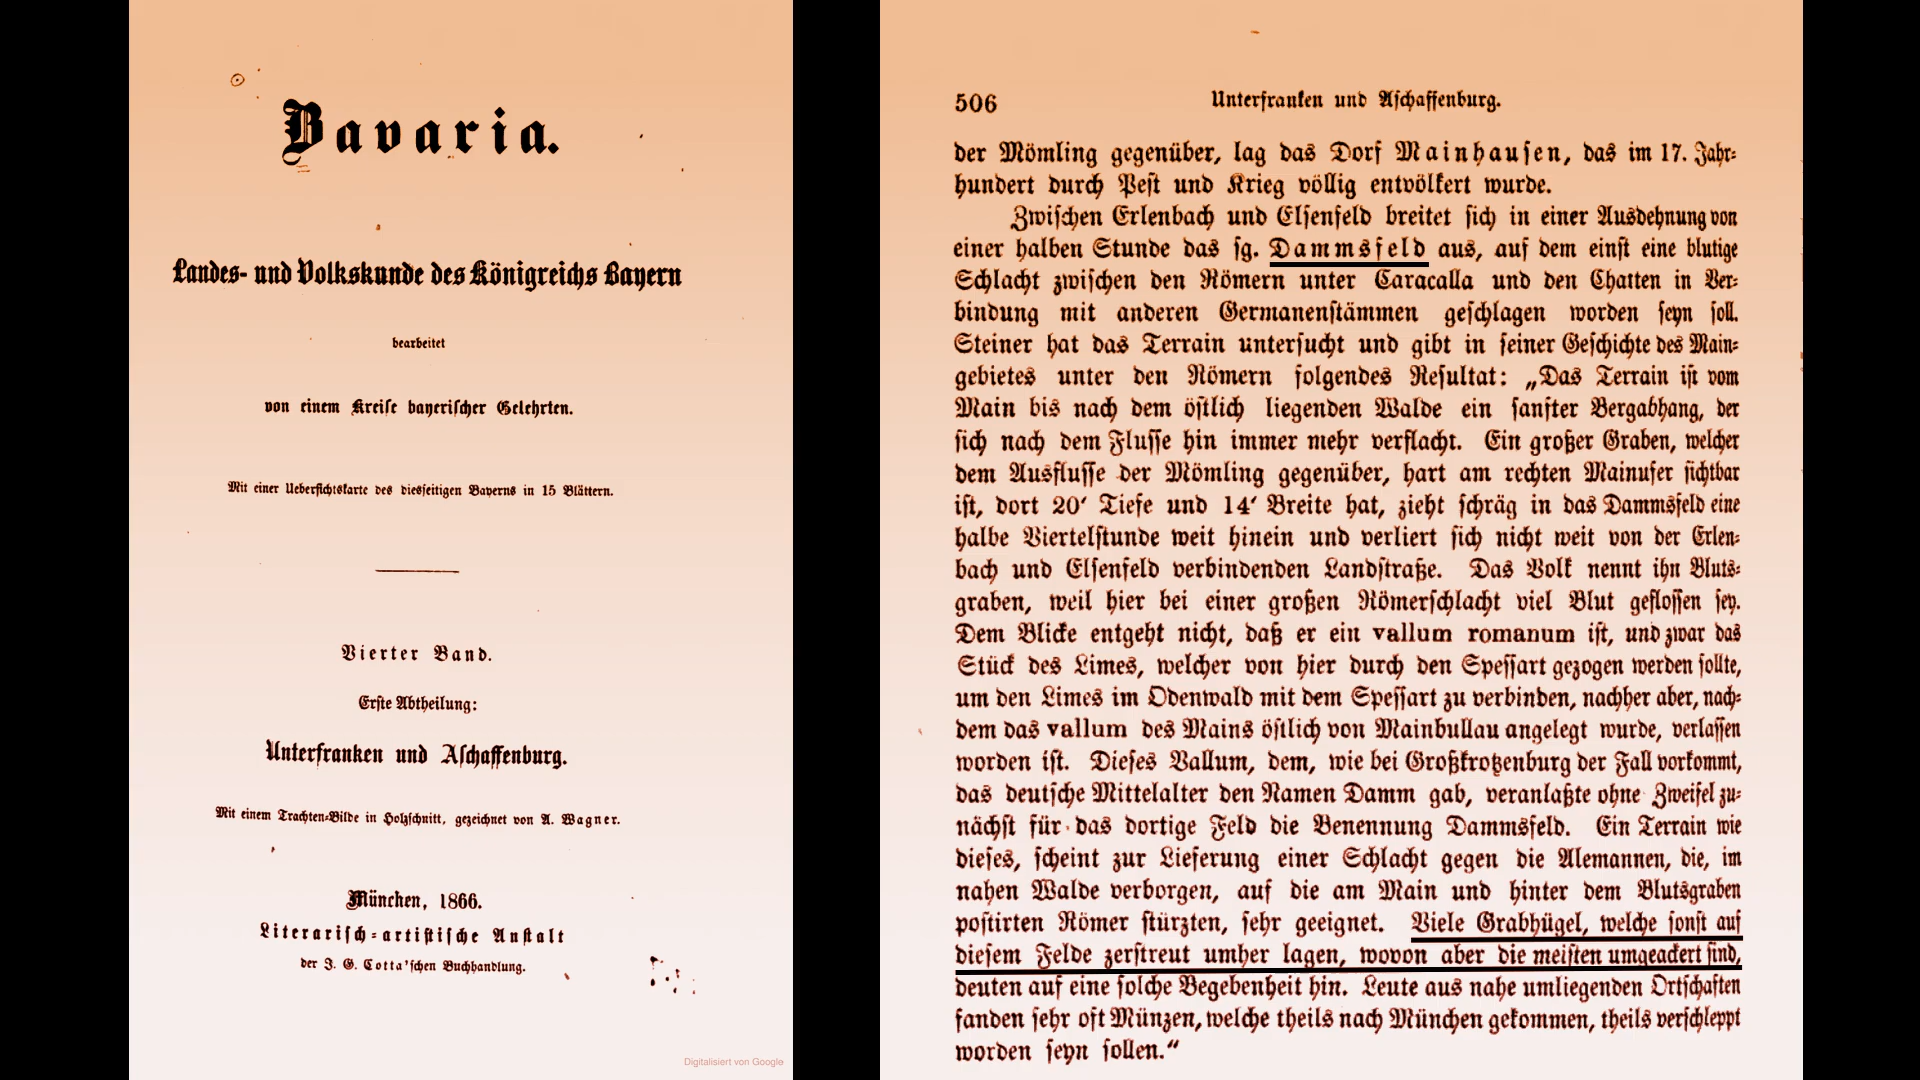 Bavaria.
Landes- und Volkskunde des Königreichs Bayern
bearbeitet
von einem Kreise bayerischer Gelehrten.
Mit einer Uebersichtskarte des diesseitigen Bayerns in 15 Blättern.
Vierter Band.
Erste Abtheilung:
Unterfranken und Aschaffenburg.
Mit einem Trachten-Bilde in Holzschnitt, gezeichnet von A. Wagner.
München, 1866.
Literarisch-artistische Anstalt
der J. G. Cotta'schen Buchhandlung.
Digitalisiert von Google
506 Unterfranken und Aschaffenburg.
der Mömling gegenüber, lag das Dorf Mainhausen, das im 17. Jahr-
hundert durch Pest und Krieg völlig entvölkert wurde.
Zwischen Erlenbach und Elsenfeld breitet sich in einer Ausdehnung von
einer halben Stunde das sg. Dammsfeld aus, auf dem einst eine blutige
Schlacht zwischen den Römern unter Caracalla und den Chatten in Ver-
bindung mit anderen Germanenstämmen geschlagen worden seyn soll.
Steiner hat das Terrain untersucht und gibt in seiner Geschichte des Main-
gebietes unter den Römern folgendes Resultat: „Das Terrain ist vom
Main bis nach dem östlich liegenden Walde ein sanfter Bergabhang, der
sich nach dem Flusse hin immer mehr verflacht. Ein großer Graben, welcher
dem Ausflusse der Mömling gegenüber, hart am rechten Mainufer sichtbar
ist, dort 20' Tiefe und 14' Breite hat, zieht schräg in das Dammsfeld eine
halbe Viertelstunde weit hinein und verliert sich nicht weit von der Erlen-
bach und Elsenfeld verbindenden Landstraße. Das Volk nennt ihn Bluts-
graben, weil hier bei einer großen Römerschlacht viel Blut geflossen sey.
Dem Blicke entgeht nicht, daß er ein vallum romanum ist, und zwar das
Stück des Limes, welcher von hier durch den Spessart gezogen werden sollte,
um den Limes im Odenwald mit dem Spessart zu verbinden, nachher aber, nach-
dem das vallum des Mains östlich von Mainbullau angelegt wurde, verlassen
worden ist. Dieses Vallum, dem, wie bei Großkrotzenburg der Fall vorkommt,
das deutsche Mittelalter den Namen Damm gab, veranlaßte ohne Zweifel zu-
nächst für das dortige Feld die Benennung Dammsfeld. Ein Terrain wie
dieses, scheint zur Lieferung einer Schlacht gegen die Alemannen, die, im
nahen Walde verborgen, auf die am Main und hinter dem Blutsgraben
postirten Römer stürzten, sehr geeignet. Viele Grabhügel, welche sonst auf
diesem Felde zerstreut umher lagen, wovon aber die meisten umgeackert sind,
deuten auf eine solche Begebenheit hin. Leute aus nahe umliegenden Ortschaften
fanden sehr oft Münzen, welche theils nach München gekommen, theils verschleppt
worden seyn sollen.“